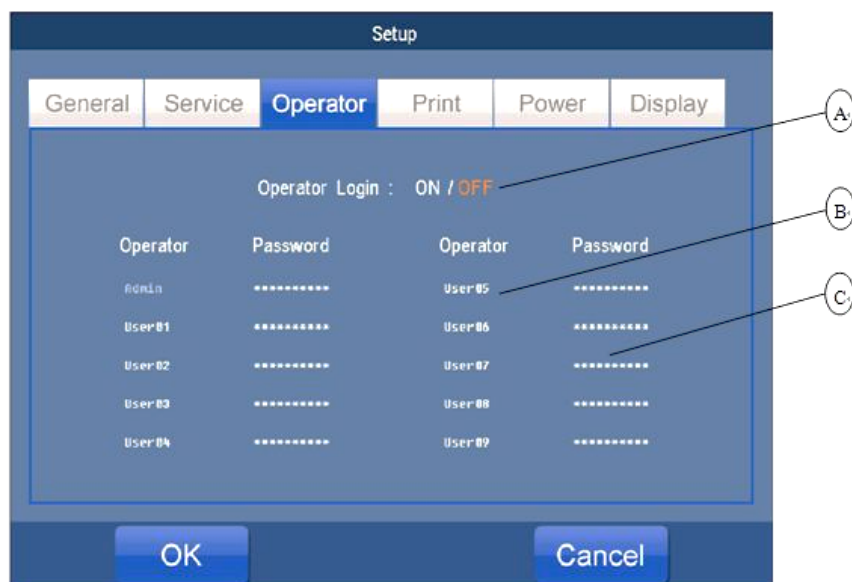 Setup
General Service Operator Print Power Display
A
Operator Login : ON / OFF
B
Operator Password Operator Password
Admin ********** User05 **********
C
User01 ********** User06 **********
User02 ********** User07 **********
User03 ********** User08 **********
User04 ********** User09 **********
OK Cancel